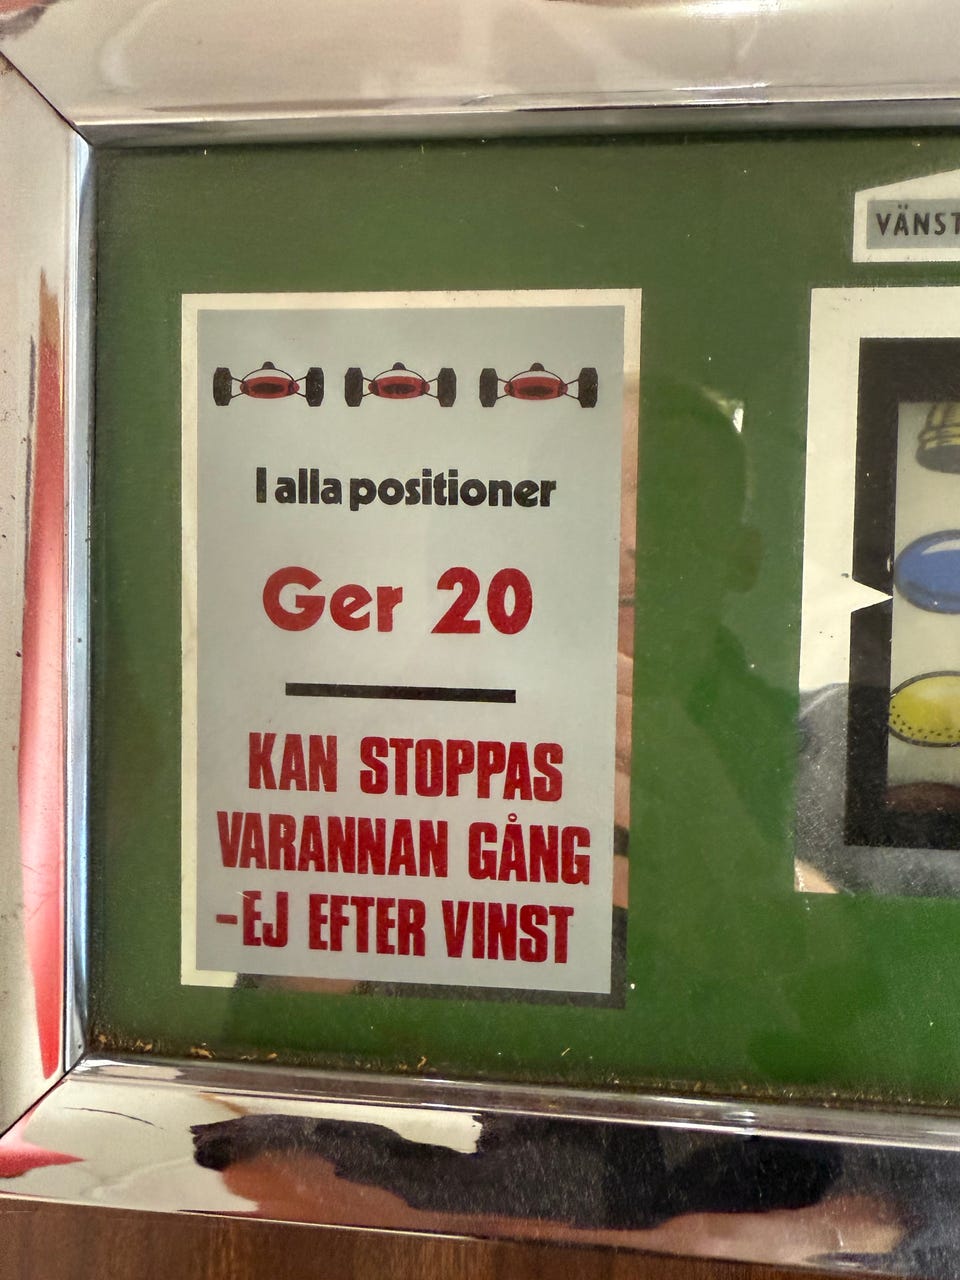 I alla positioner
Ger 20
KAN STOPPAS
VARANNAN GÅNG
-EJ EFTER VINST